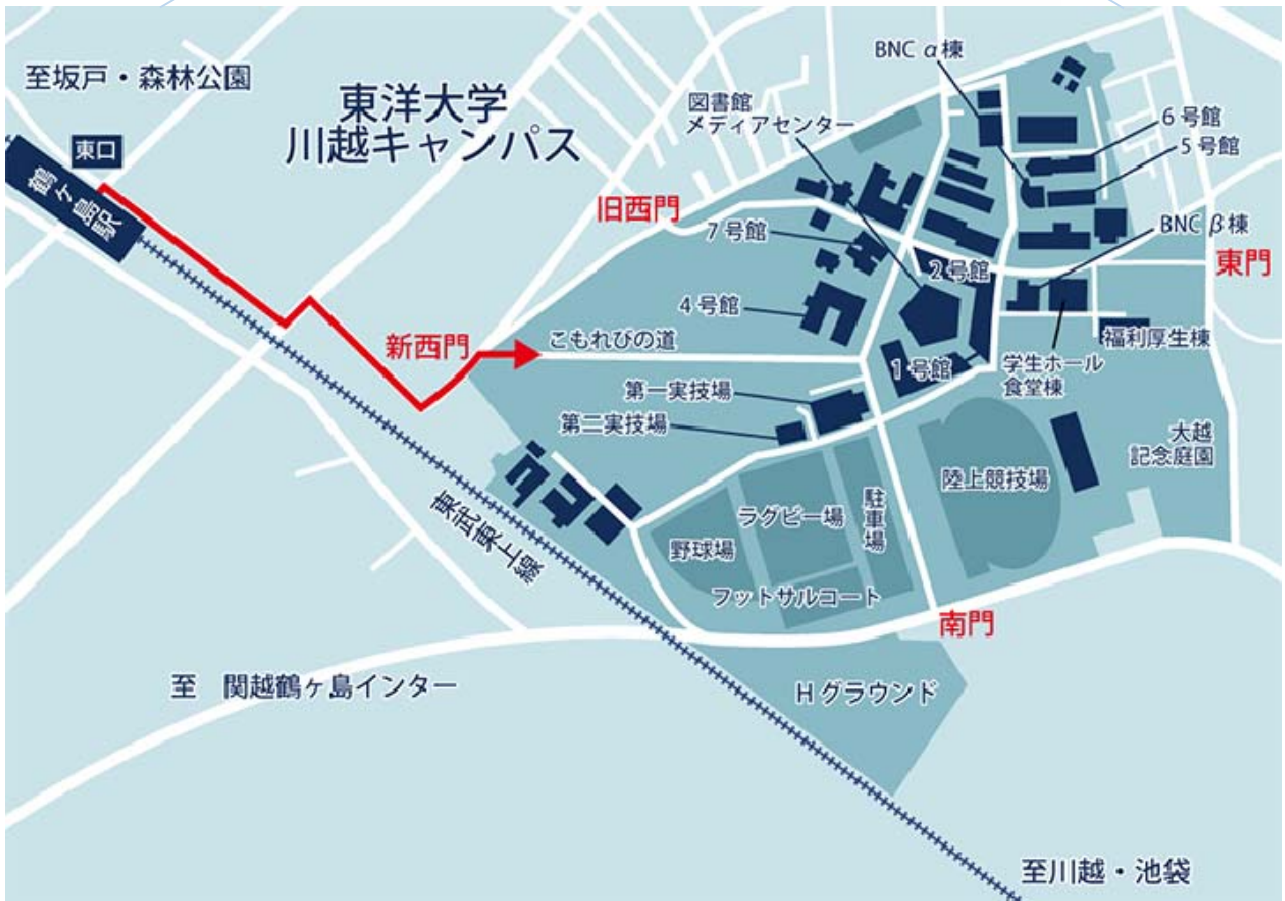 至坂戸・森林公園
東洋大学
川越キャンパス
東口
鶴ヶ島駅
BNC α棟
図書館
メディアセンター
6号館
5号館
旧西門
7号館
BNC β棟
2号館
東門
4号館
新西門
こもれびの道
1号館
福利厚生棟
学生ホール
食堂棟
第一実技場
第二実技場
大越
記念庭園
陸上競技場
駐車場
ラグビー場
野球場
フットサルコート
東武東上線
南門
至 関越鶴ヶ島インター
Hグラウンド
至川越・池袋